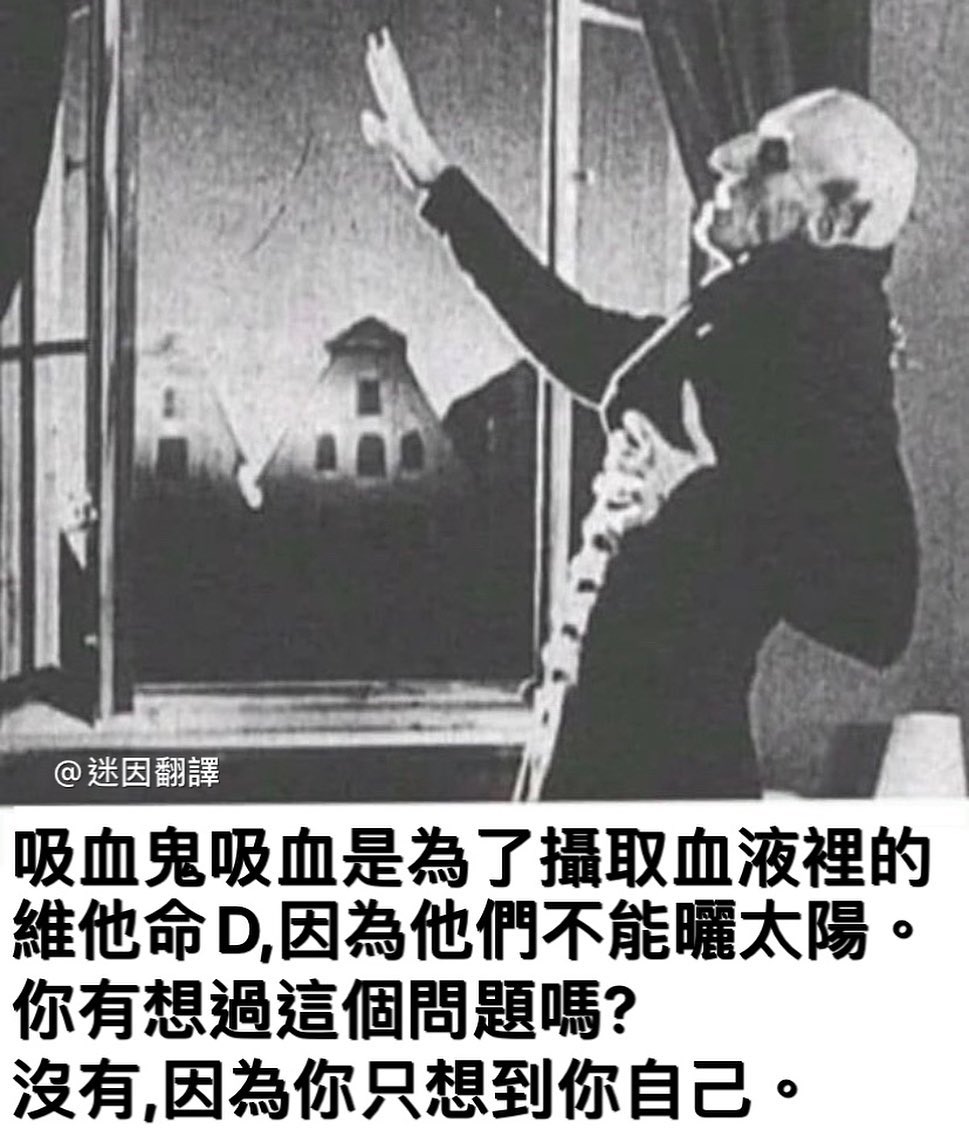 @迷因翻譯
吸血鬼吸血是為了攝取血液裡的
維他命D,因為他們不能曬太陽。
你有想過這個問題嗎?
沒有,因為你只想到你自己。